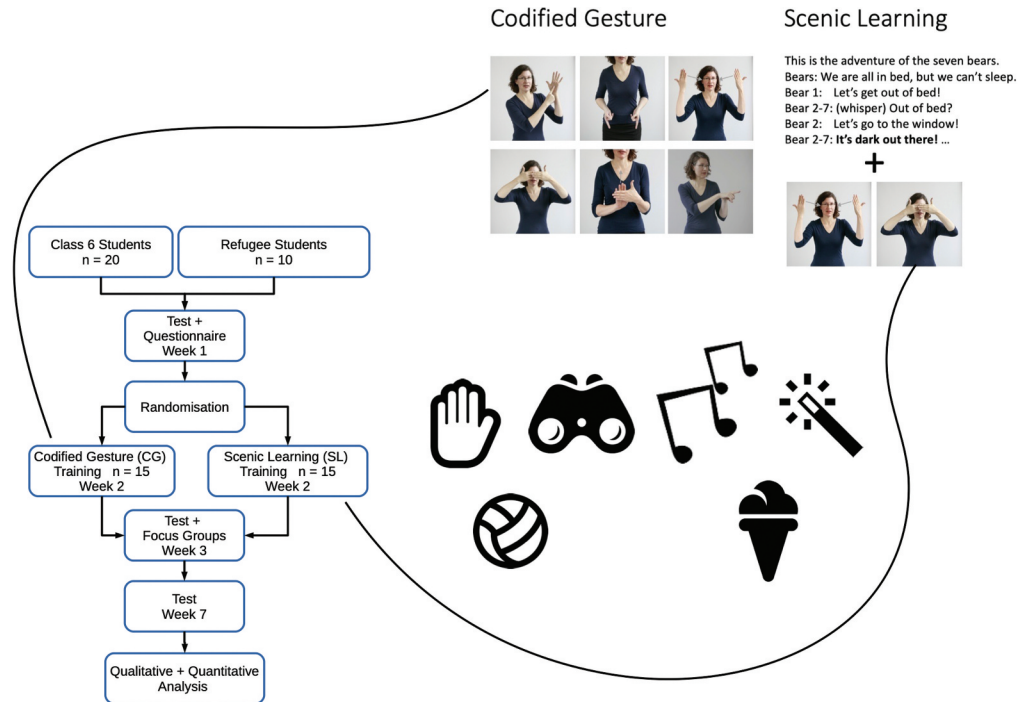 Codified Gesture
Scenic Learning
This is the adventure of the seven bears.
Bears: We are all in bed, but we can't sleep.
Bear 1: Let's get out of bed!
Bear 2-7: (whisper) Out of bed?
Bear 2: Let's go to the window!
Bear 2-7: It's dark out there! ...
+
Class 6 Students
n = 20
Refugee Students
n = 10
Test +
Questionnaire
Week 1
Randomisation
Codified Gesture (CG)
Training n = 15
Week 2
Scenic Learning (SL)
Training n = 15
Week 2
Test +
Focus Groups
Week 3
Test
Week 7
Qualitative + Quantitative
Analysis